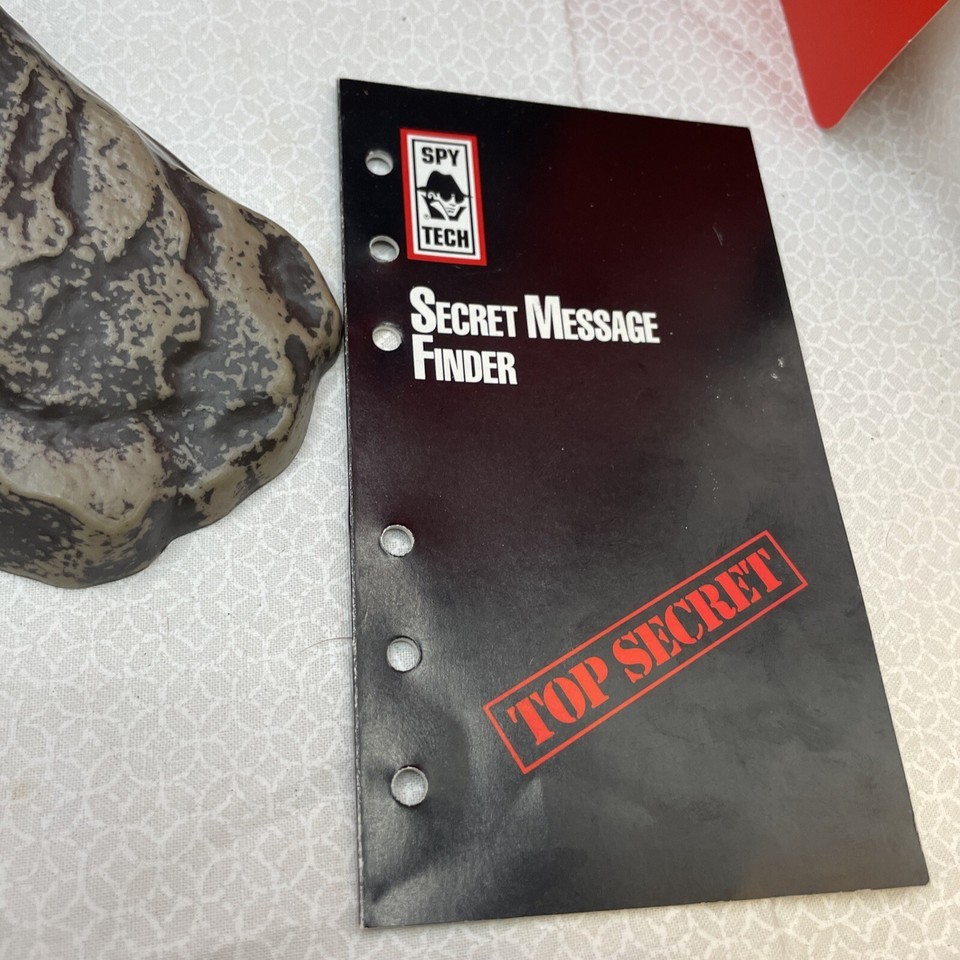 SPY
TECH
SECRET MESSAGE
FINDER
TOP SECRET